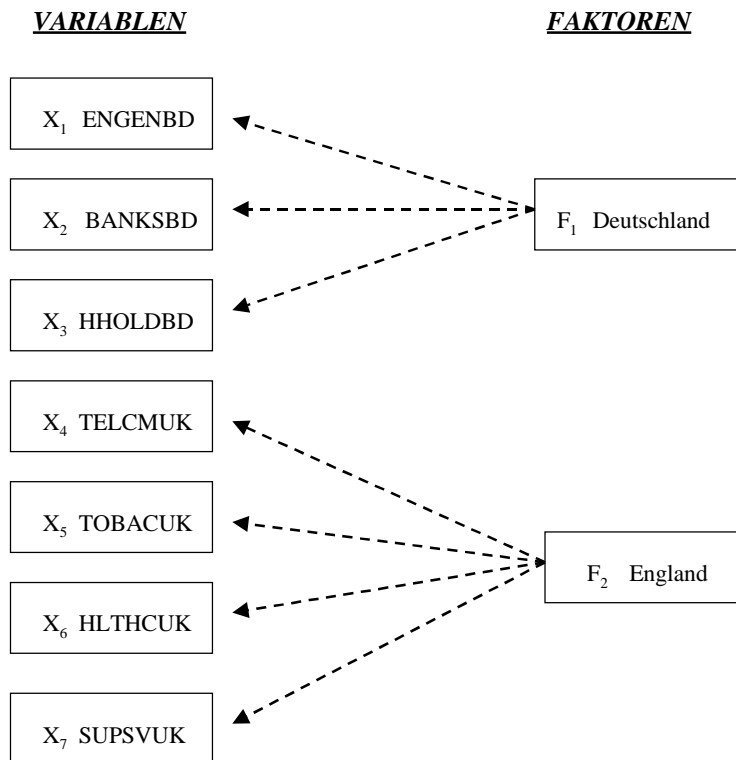 VARIABLEN
FAKTOREN
X₁ ENGENBD
X₂ BANKSBD
F₁ Deutschland
X₃ HHOLDBD
X₄ TELCMUK
X₅ TOBACUK
F₂ England
X₆ HLTHCUK
X₇ SUPSVUK